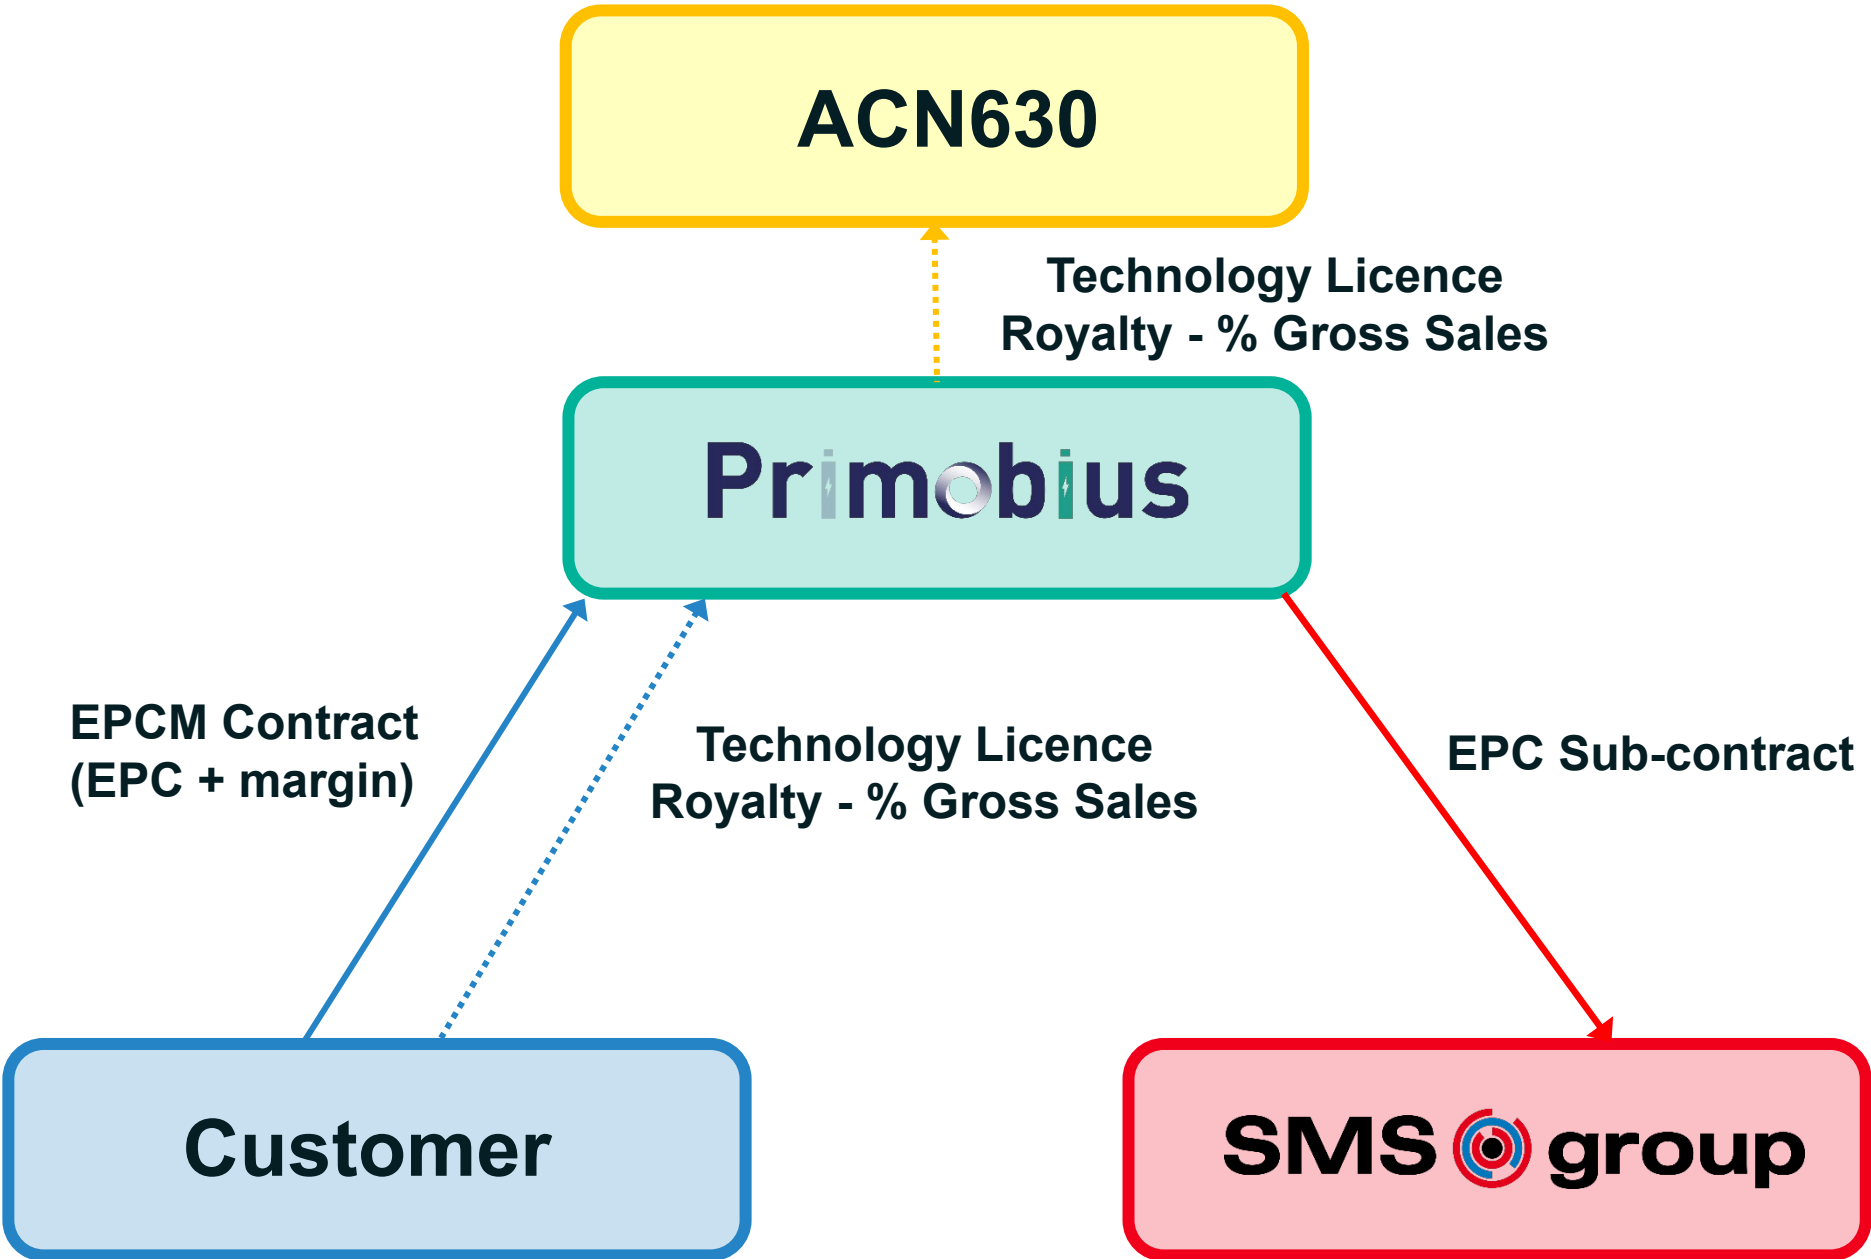 ACN630
Technology Licence
Royalty - % Gross Sales
Primobius
EPCM Contract
(EPC + margin)
Technology Licence
Royalty - % Gross Sales
EPC Sub-contract
Customer
SMS group